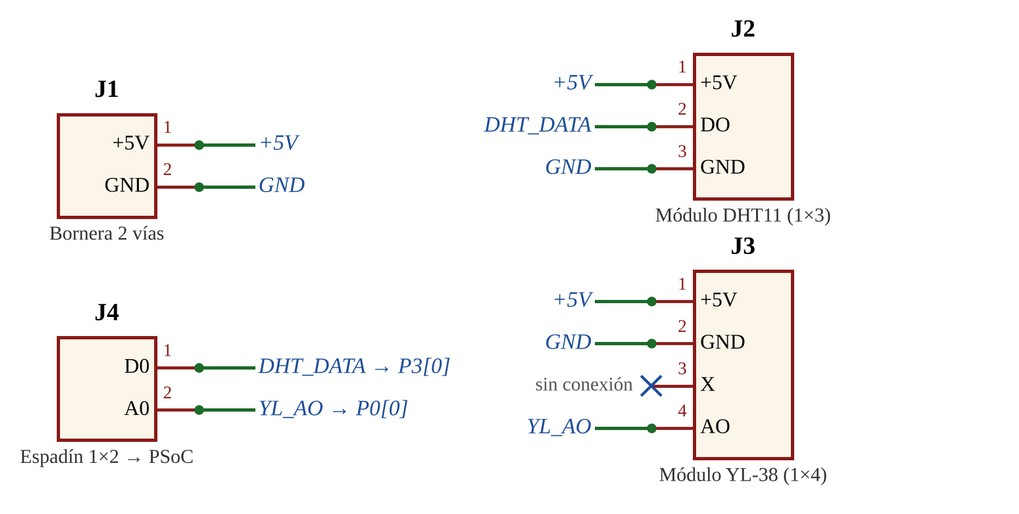 J1
1
+5V
+5V
2
GND
GND
Bornera 2 vías
J2
1
+5V
+5V
2
DHT_DATA
DO
3
GND
GND
Módulo DHT11 (1×3)
J4
1
D0
DHT_DATA → P3[0]
2
A0
YL_AO → P0[0]
Espadín 1×2 → PSoC
J3
1
+5V
+5V
2
GND
GND
3
sin conexión
X
4
YL_AO
AO
Módulo YL-38 (1×4)